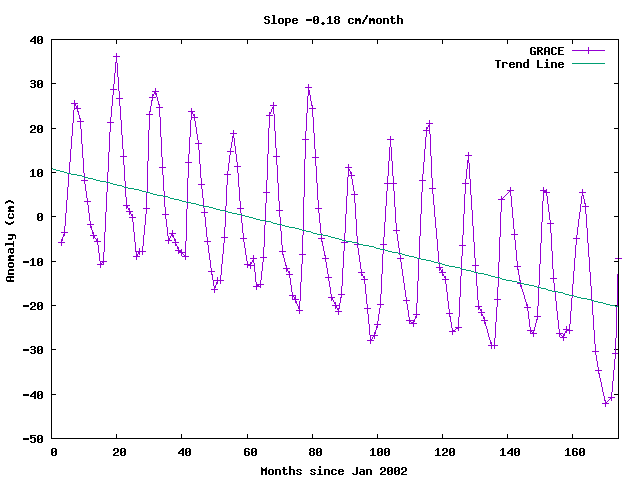 Slope -0.18 cm/month
GRACE
Trend Line
40
30
20
10
0
-10
-20
-30
-40
-50
Anomaly (cm)
0 20 40 60 80 100 120 140 160
Months since Jan 2002